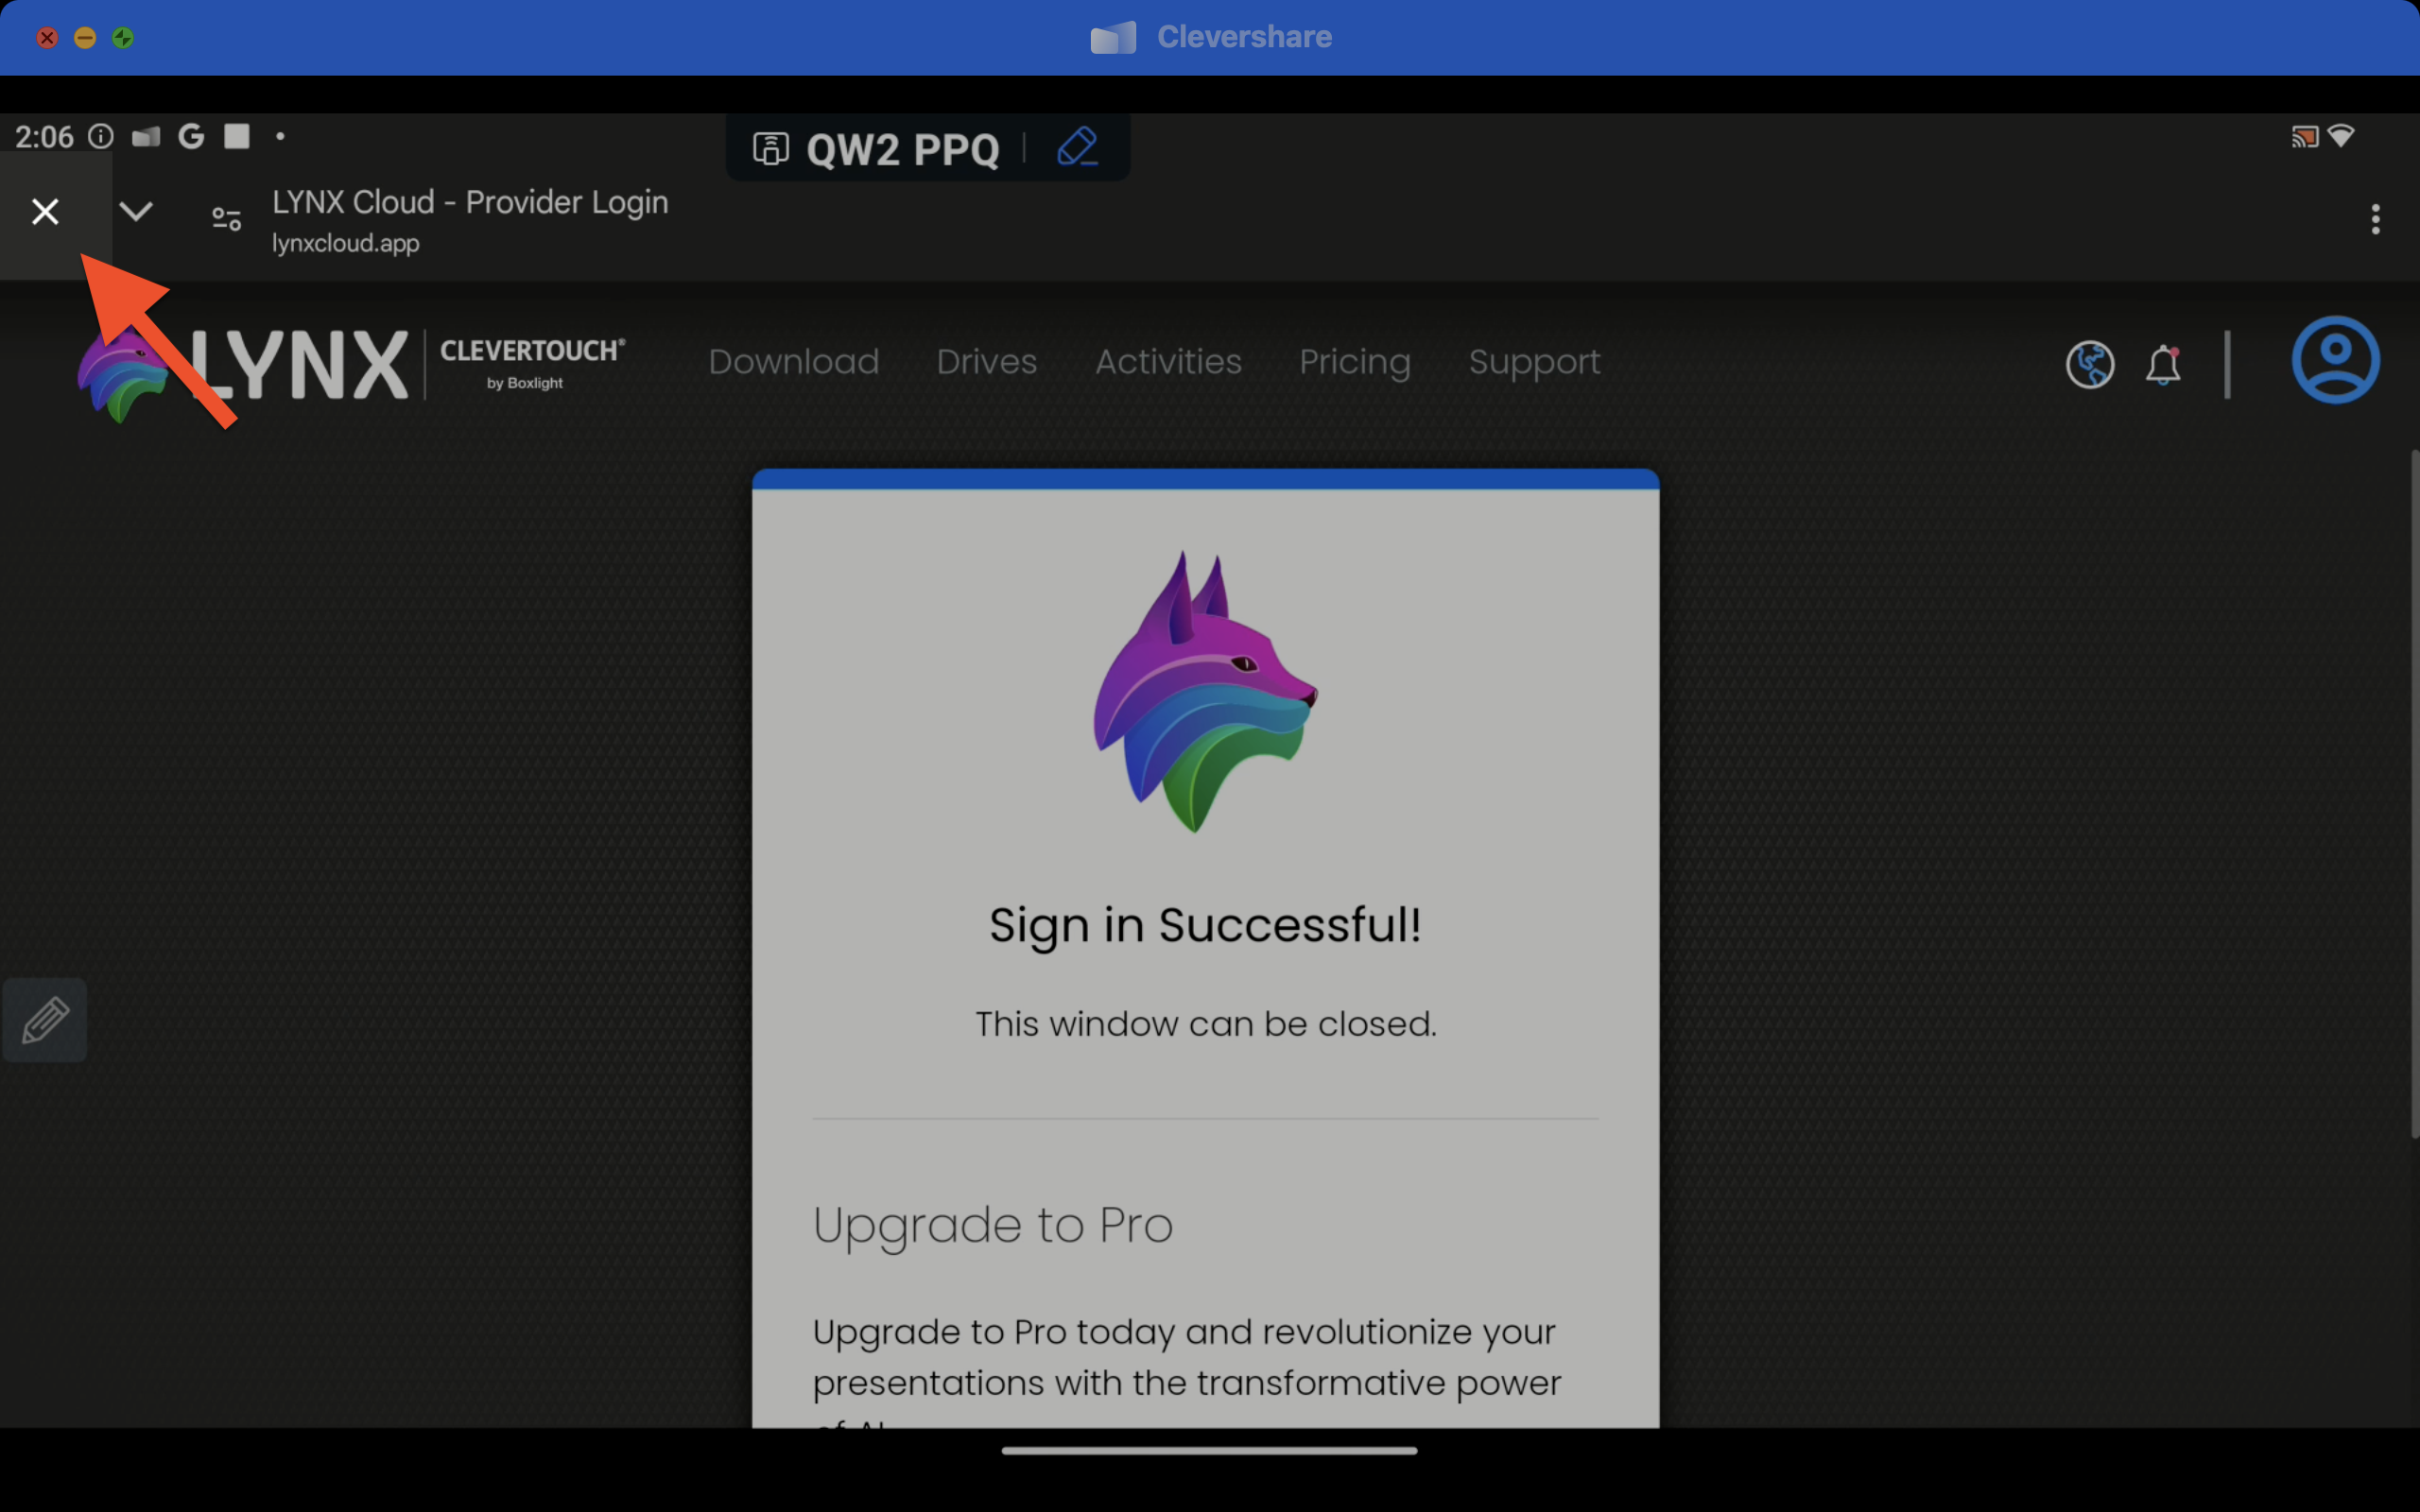 Clevershare
2:06
QW2 PPQ
LYNX Cloud - Provider Login
lynxcloud.app
LYNX
CLEVERTOUCH®
by Boxlight
Download
Drives
Activities
Pricing
Support
Sign in Successful!
This window can be closed.
Upgrade to Pro
Upgrade to Pro today and revolutionize your
presentations with the transformative power
of AI